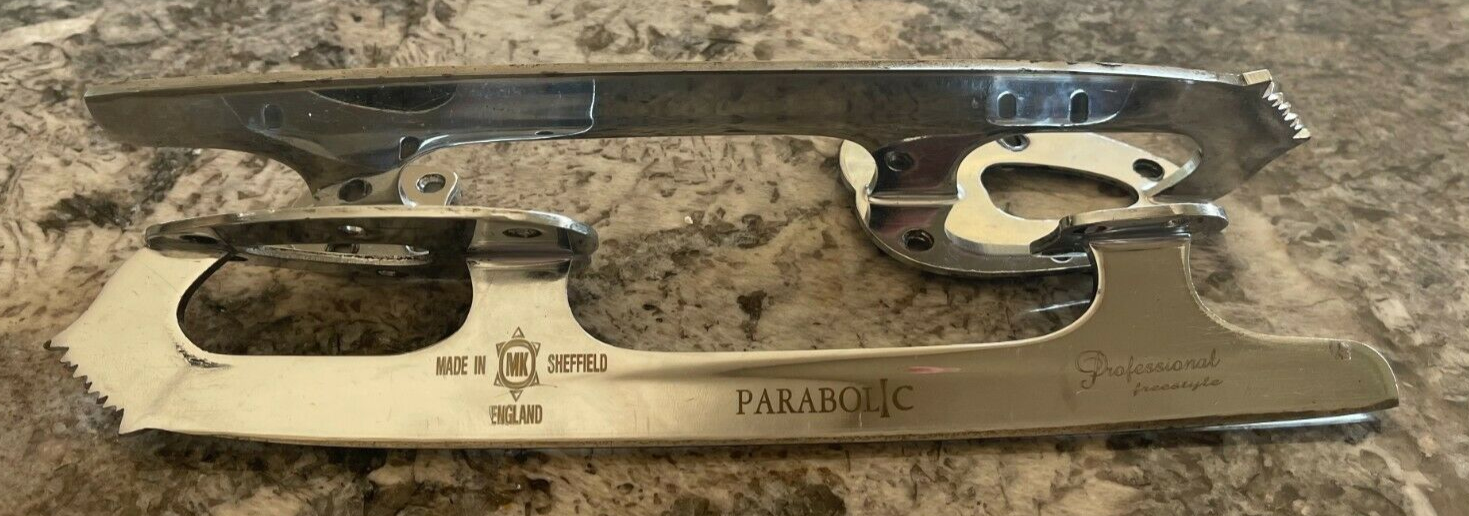 MADE IN MK SHEFFIELD
ENGLAND
PARABOLIC
Professional
freestyle